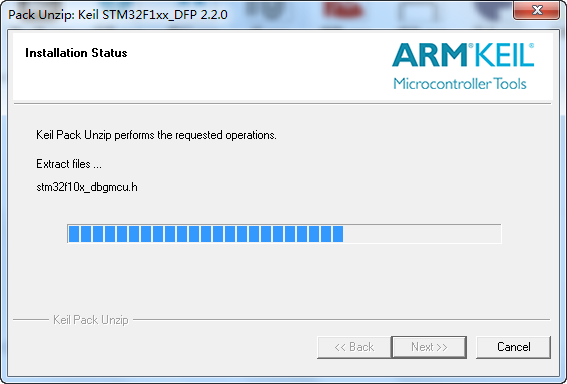 Pack Unzip: Keil STM32F1xx_DFP 2.2.0
Installation Status
ARM KEIL®
Microcontroller Tools
Keil Pack Unzip performs the requested operations.
Extract files ...
stm32f10x_dbgmcu.h
Keil Pack Unzip
<< Back
Next >>
Cancel